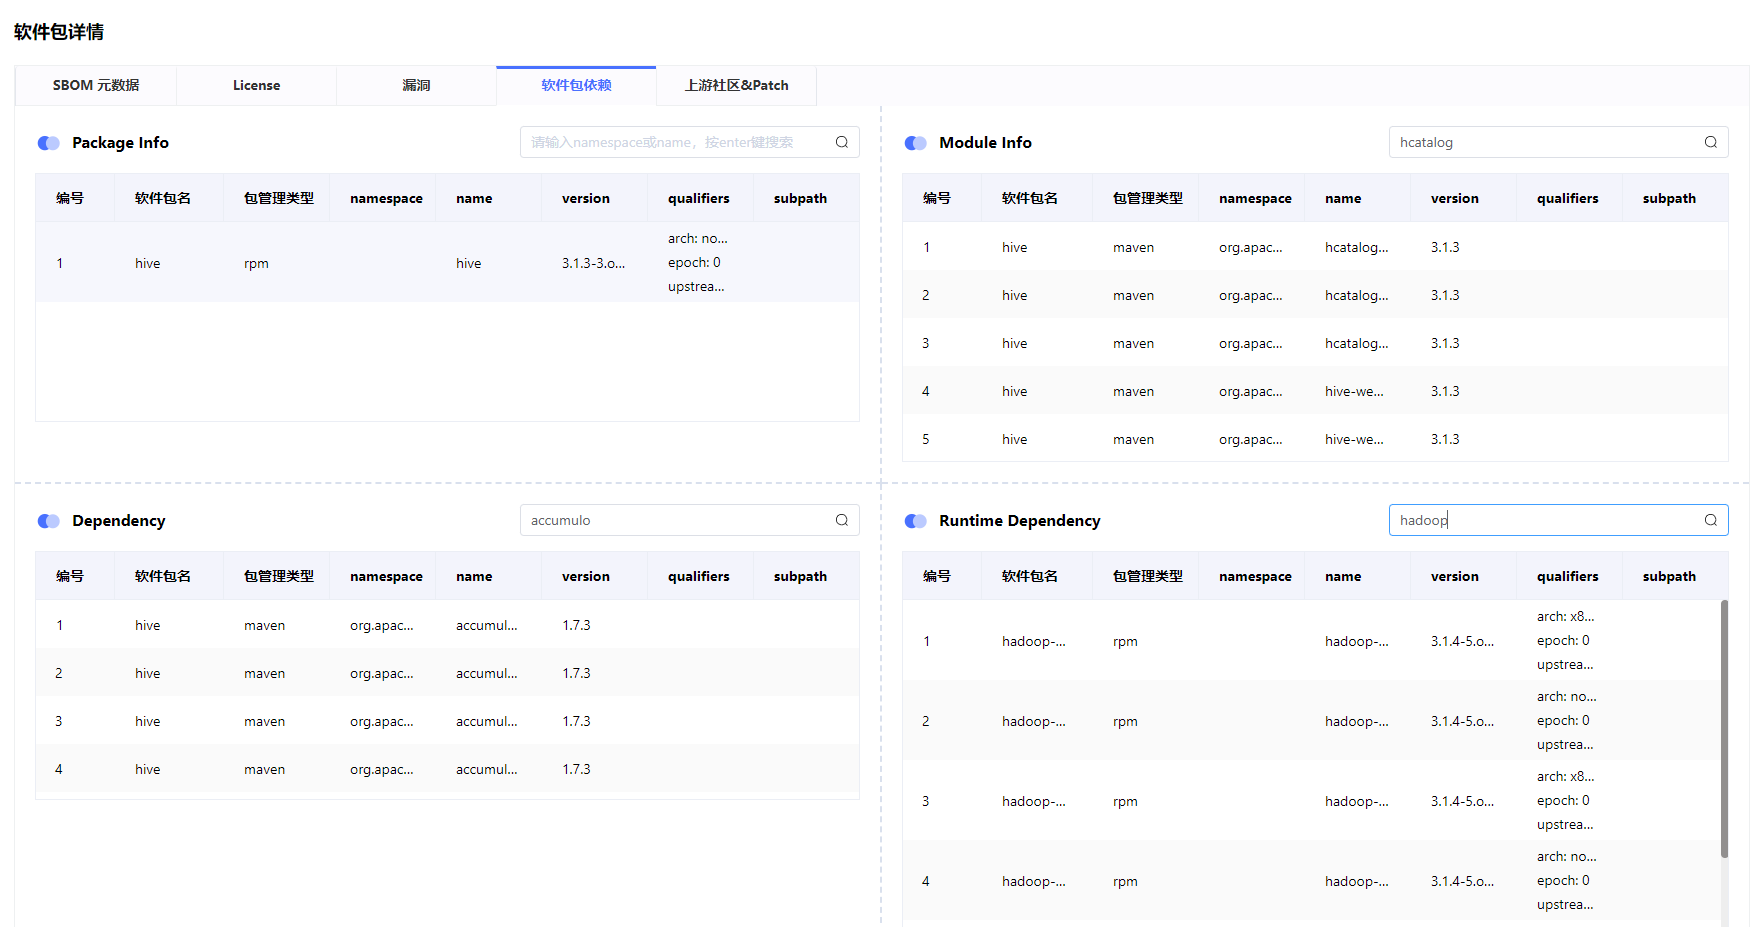 软件包详情
SBOM 元数据 License 漏洞 软件包依赖 上游社区&Patch
Package Info 请输入namespace或name，按enter键搜索
编号 软件包名 包管理类型 namespace name version qualifiers subpath
1 hive rpm hive 3.1.3-3.o... arch: no...
epoch: 0
upstrea...
Module Info hcatalog
编号 软件包名 包管理类型 namespace name version qualifiers subpath
1 hive maven org.apac... hcatalog... 3.1.3
2 hive maven org.apac... hcatalog... 3.1.3
3 hive maven org.apac... hcatalog... 3.1.3
4 hive maven org.apac... hive-we... 3.1.3
5 hive maven org.apac... hive-we... 3.1.3
Dependency accumulo
编号 软件包名 包管理类型 namespace name version qualifiers subpath
1 hive maven org.apac... accumul... 1.7.3
2 hive maven org.apac... accumul... 1.7.3
3 hive maven org.apac... accumul... 1.7.3
4 hive maven org.apac... accumul... 1.7.3
Runtime Dependency hadoop
编号 软件包名 包管理类型 namespace name version qualifiers subpath
1 hadoop-... rpm hadoop-... 3.1.4-5.o... arch: x8...
epoch: 0
upstrea...
2 hadoop-... rpm hadoop-... 3.1.4-5.o... arch: no...
epoch: 0
upstrea...
3 hadoop-... rpm hadoop-... 3.1.4-5.o... arch: x8...
epoch: 0
upstrea...
4 hadoop-... rpm hadoop-... 3.1.4-5.o... arch: no...
epoch: 0
upstrea...